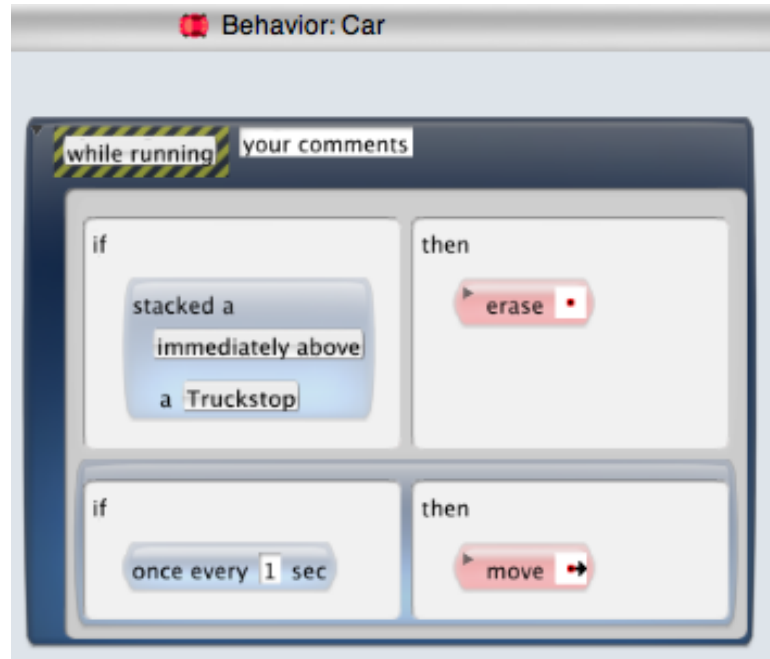 Behavior: Car
while running your comments
if
stacked a
immediately above
a Truckstop
then
erase
if
once every 1 sec
then
move